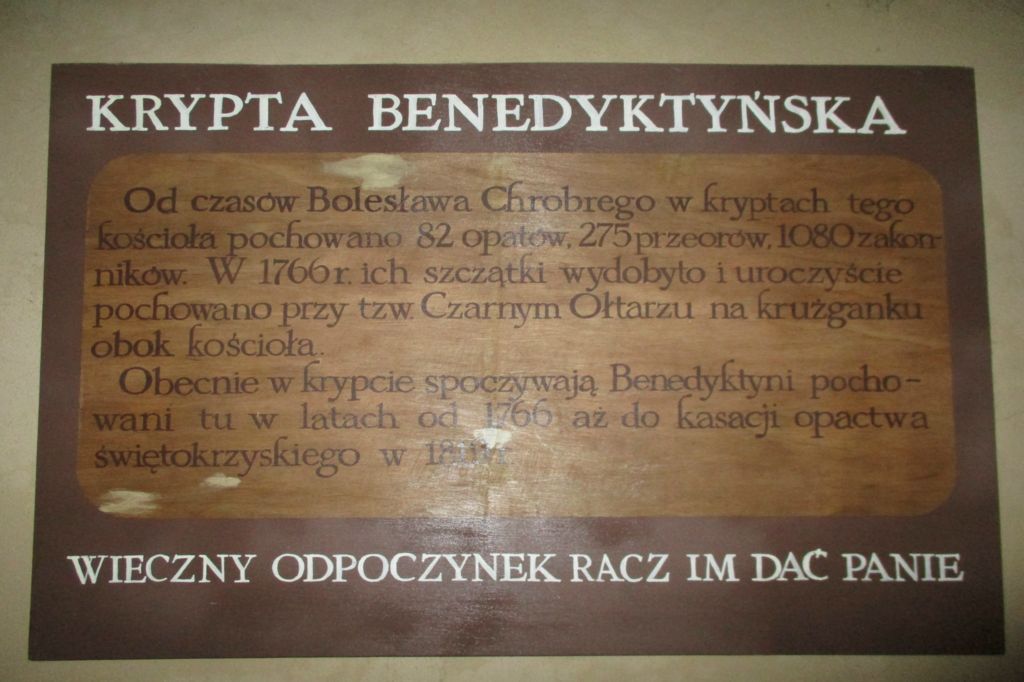 KRYPTA BENEDYKTYŃSKA
Od czasów Bolesława Chrobrego w kryptach tego
kościoła pochowano 82 opatów, 275 przeorów, 1080 zakon-
ników. W 1766 r. ich szczątki wydobyto i uroczyście
pochowano przy tzw. Czarnym Ołtarzu na krużganku
obok kościoła.
Obecnie w krypcie spoczywają Benedyktyni pocho-
wani tu w latach od 1766 aż do kasacji opactwa
świętokrzyskiego w
WIECZNY ODPOCZYNEK RACZ IM DAĆ PANIE